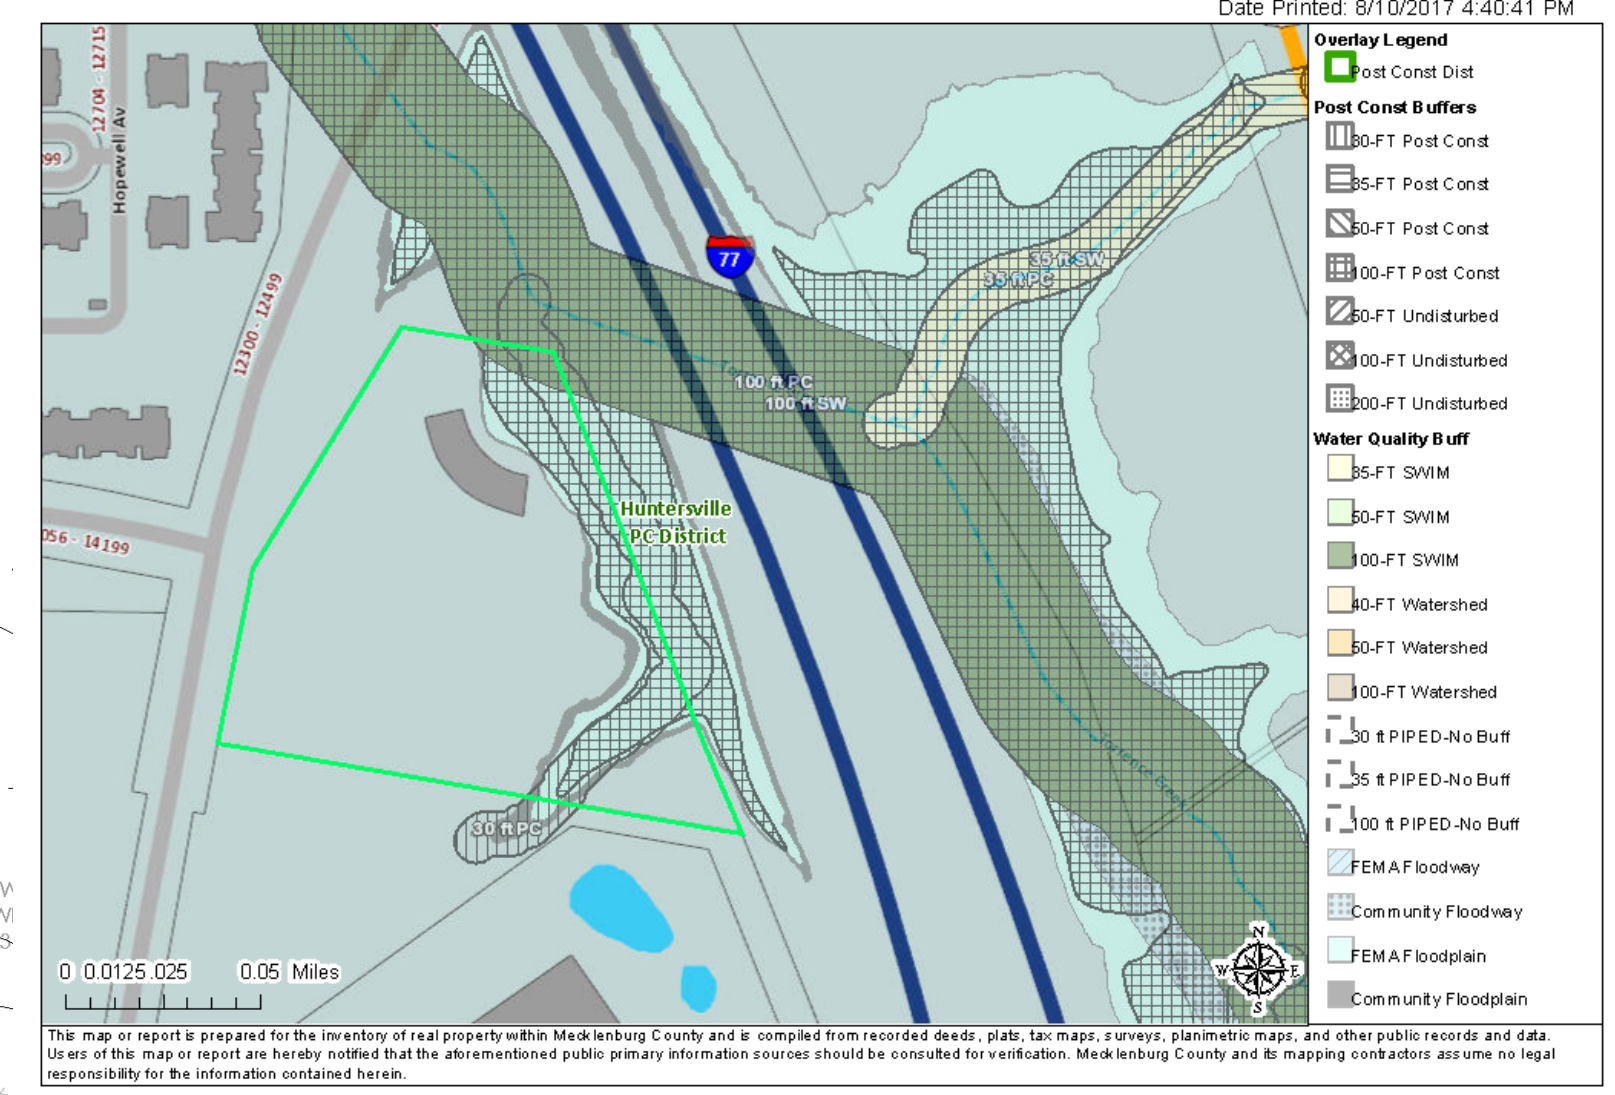 Date Printed: 8/10/2017 4:40:41 PM
12704 - 12715
Hopewell Av
399
12300 - 12499
056 - 14199
77
35 ft SW
35 ft PC
100 ft PC
100 ft SW
Huntersville
PC District
30 ft PC
Torrence Creek
0 0.0125.025 0.05 Miles
N
W E
S
Overlay Legend
Post Const Dist
Post Const Buffers
30-FT Post Const
35-FT Post Const
50-FT Post Const
100-FT Post Const
50-FT Undisturbed
100-FT Undisturbed
200-FT Undisturbed
Water Quality Buff
35-FT SWIM
50-FT SWIM
100-FT SWIM
40-FT Watershed
50-FT Watershed
100-FT Watershed
30 ft PIPED-No Buff
35 ft PIPED-No Buff
100 ft PIPED-No Buff
FEMA Floodway
Community Floodway
FEMA Floodplain
Community Floodplain
This map or report is prepared for the inventory of real property within Mecklenburg County and is compiled from recorded deeds, plats, tax maps, surveys, planimetric maps, and other public records and data.
Users of this map or report are hereby notified that the aforementioned public primary information sources should be consulted for verification. Mecklenburg County and its mapping contractors assume no legal
responsibility for the information contained herein.